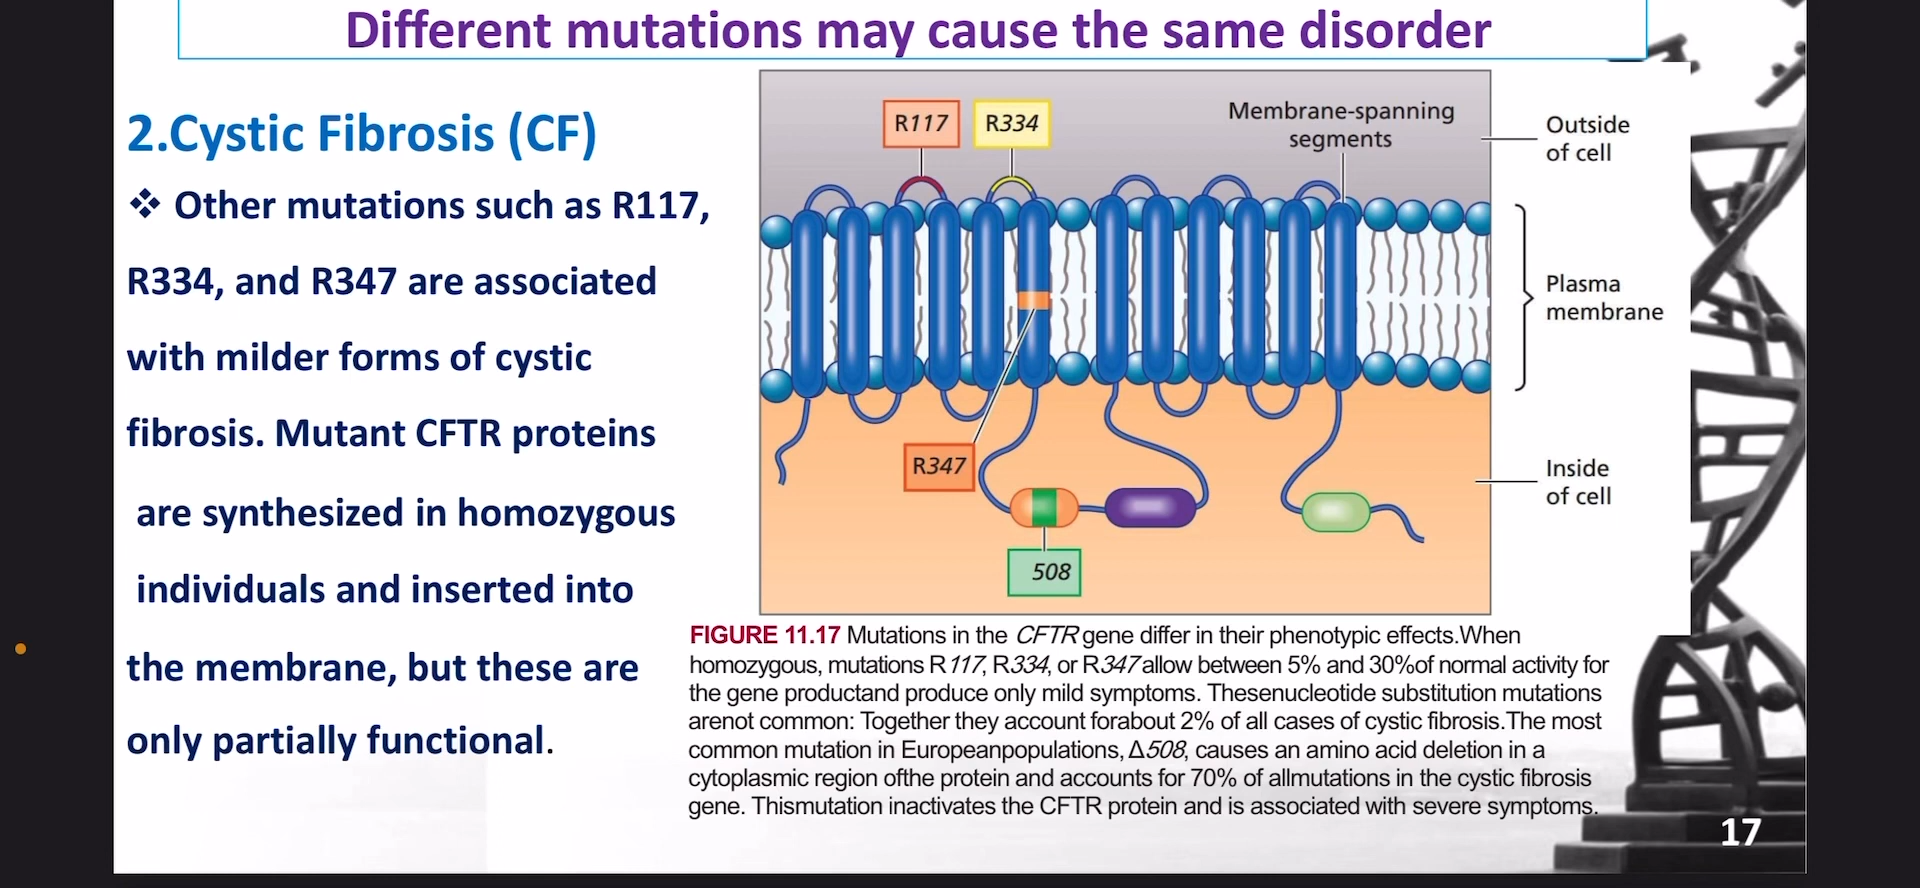 Different mutations may cause the same disorder
2.Cystic Fibrosis (CF)
❖ Other mutations such as R117,
R334, and R347 are associated
with milder forms of cystic
fibrosis. Mutant CFTR proteins
are synthesized in homozygous
individuals and inserted into
the membrane, but these are
only partially functional.
R117
R334
Membrane-spanning
segments
Outside
of cell
Plasma
membrane
R347
Inside
of cell
508
FIGURE 11.17 Mutations in the CFTR gene differ in their phenotypic effects.When
homozygous, mutations R117, R334, or R347 allow between 5% and 30%of normal activity for
the gene productand produce only mild symptoms. Thesenucleotide substitution mutations
arenot common: Together they account forabout 2% of all cases of cystic fibrosis.The most
common mutation in Europeanpopulations, Δ508, causes an amino acid deletion in a
cytoplasmic region ofthe protein and accounts for 70% of allmutations in the cystic fibrosis
gene. Thismutation inactivates the CFTR protein and is associated with severe symptoms.
17